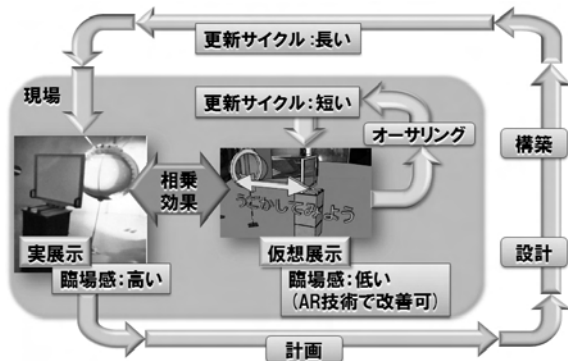 更新サイクル:長い
現場
更新サイクル:短い
オーサリング
構築
相乗
効果
うごかしてみよう
実展示
臨場感:高い
仮想展示
臨場感:低い
(AR技術で改善可)
設計
計画